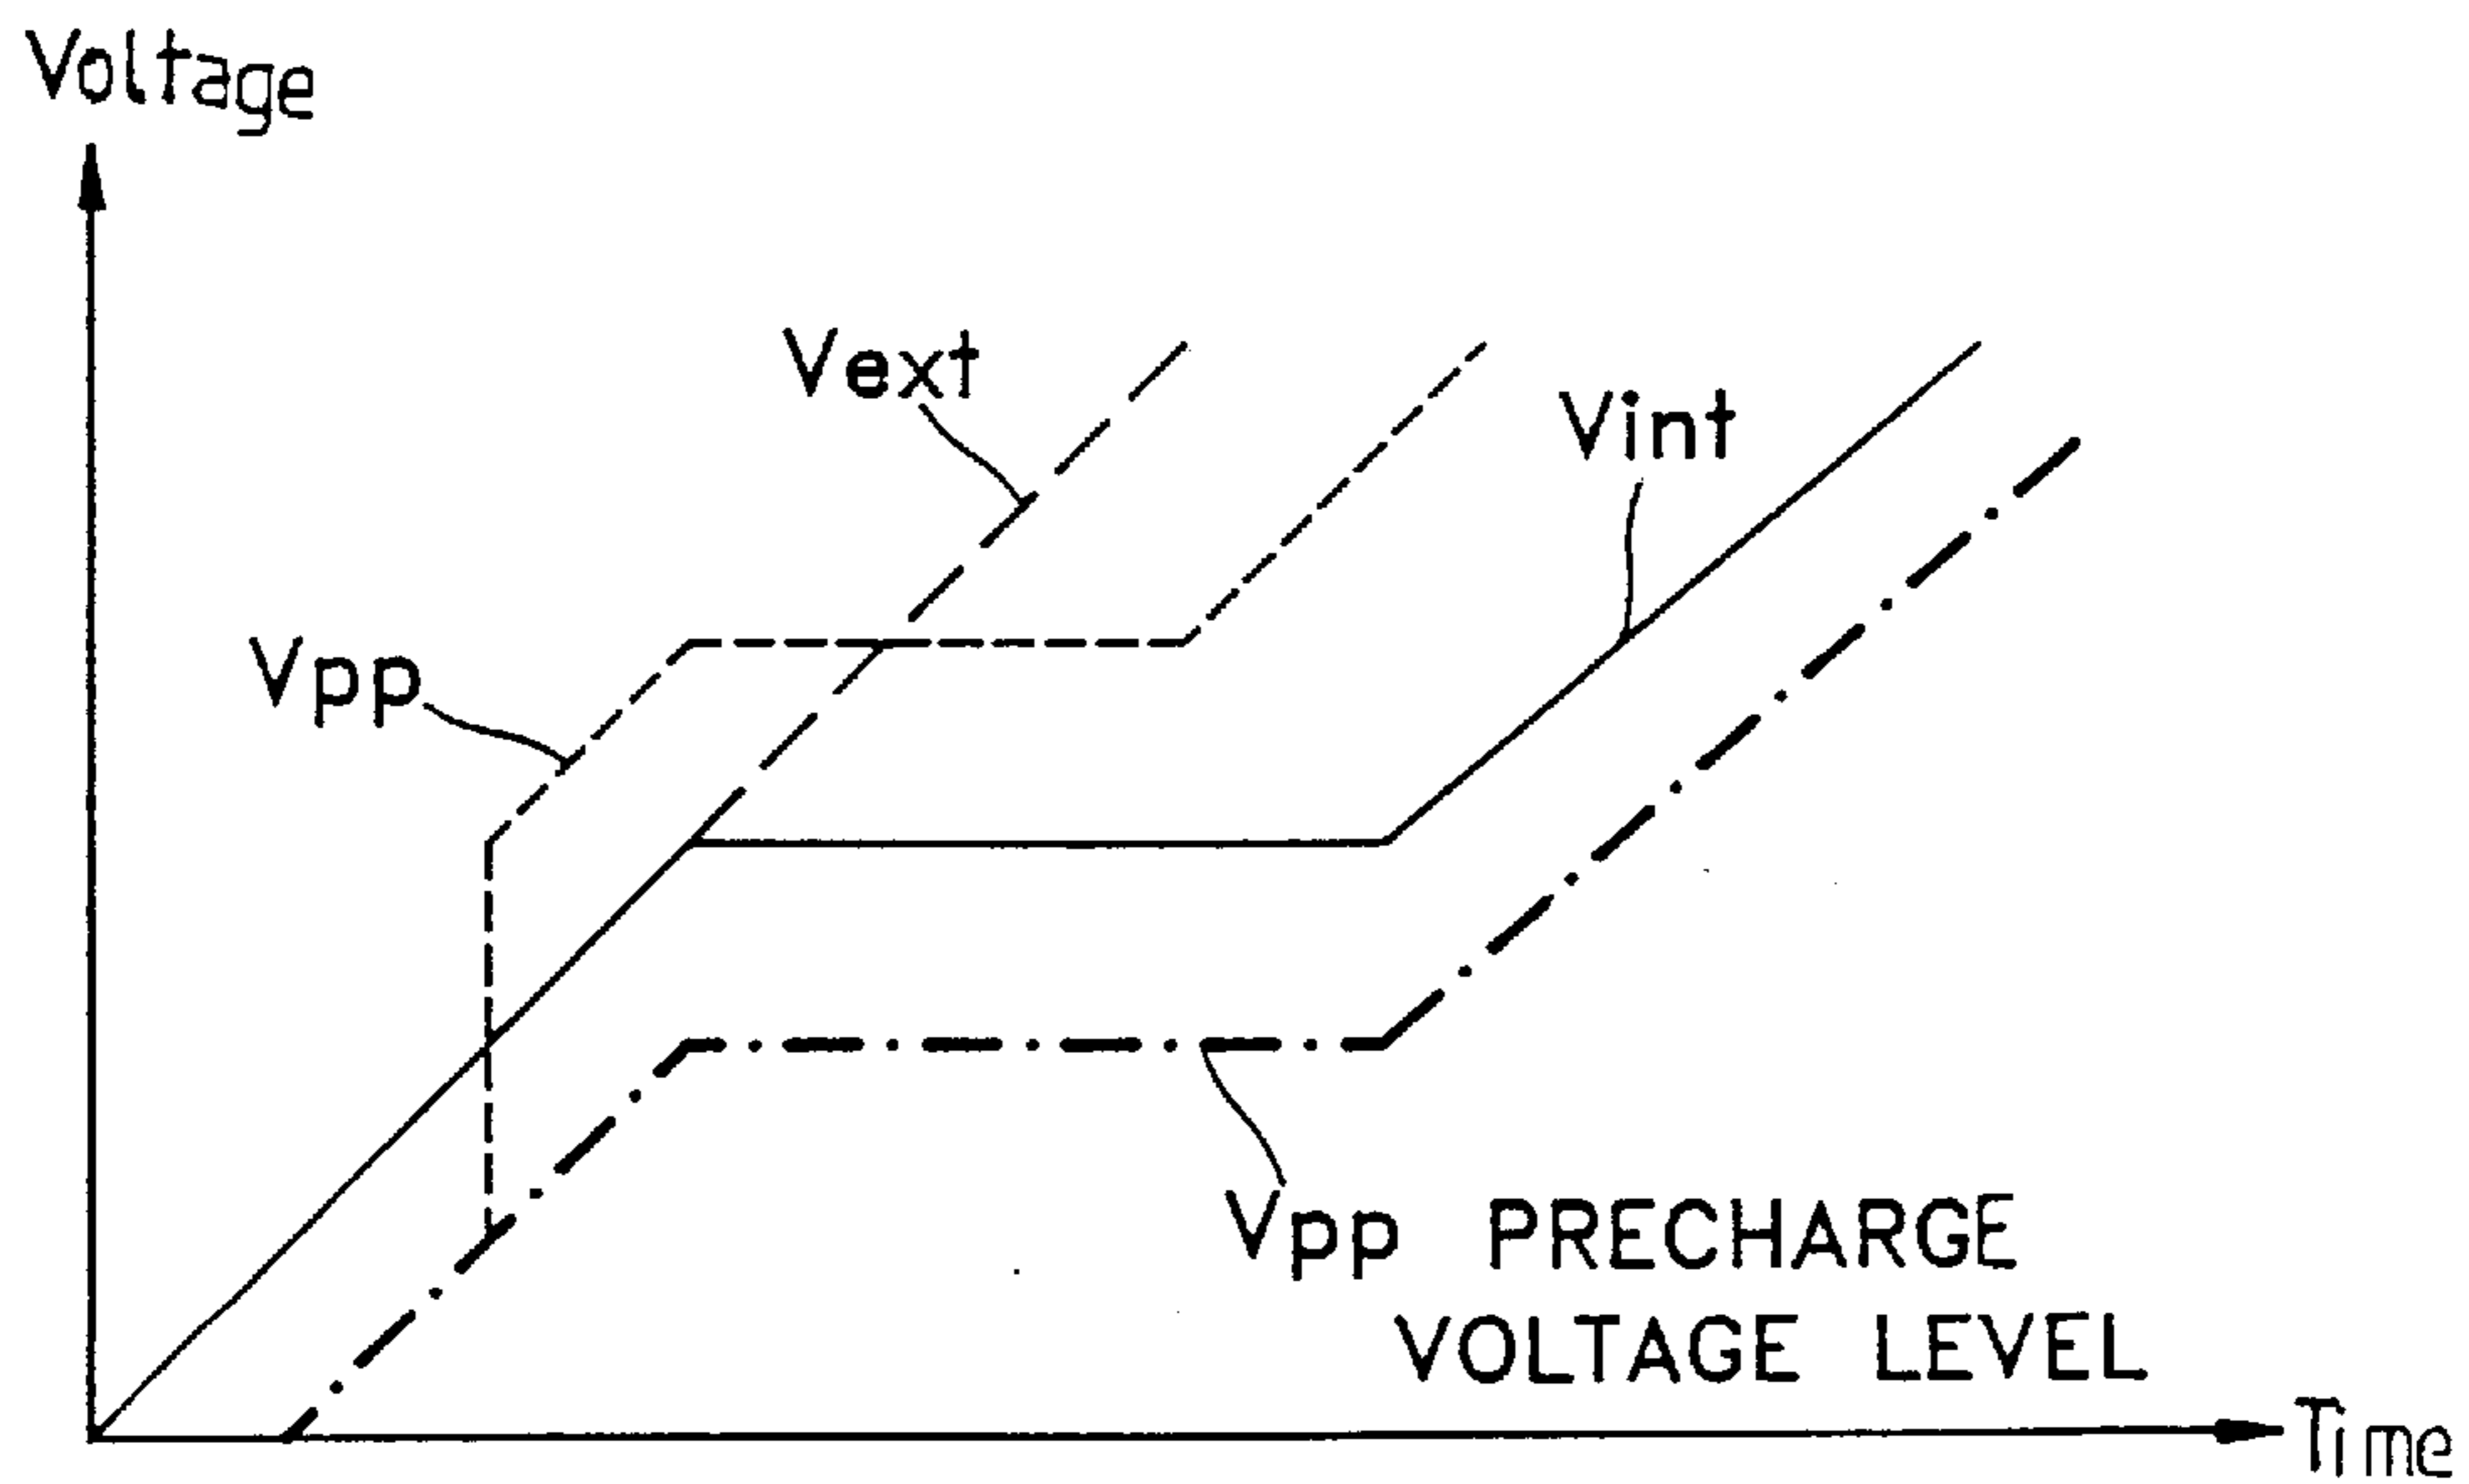 Voltage
Vext
Vint
Vpp
Vpp PRECHARGE
VOLTAGE LEVEL
Time